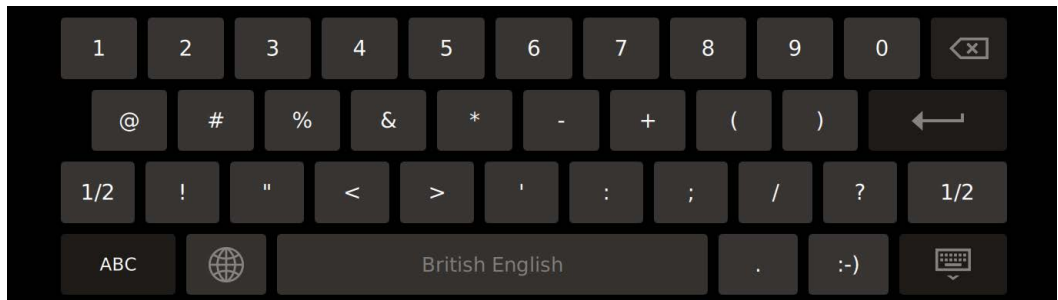 1 2 3 4 5 6 7 8 9 0
@ # % & * - + ( )
1/2 ! " < > ' : ; / ? 1/2
ABC British English . :-)